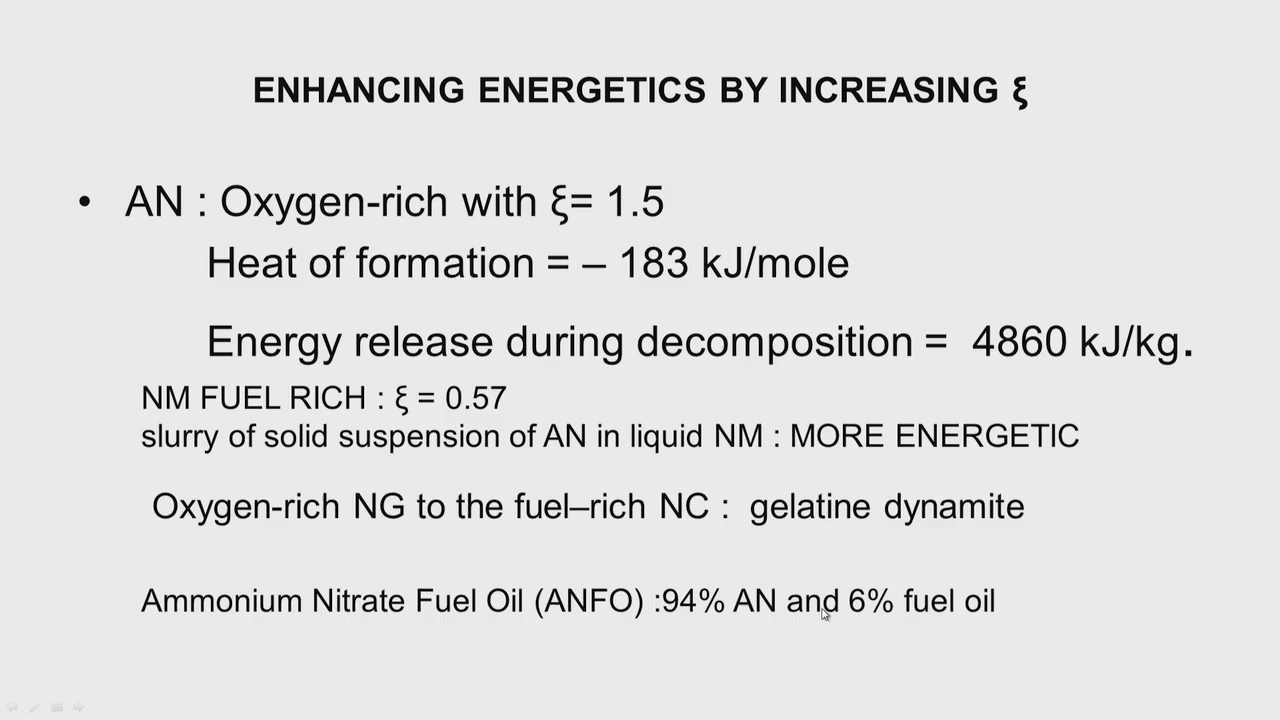 ENHANCING ENERGETICS BY INCREASING ξ
• AN : Oxygen-rich with ξ= 1.5
Heat of formation = – 183 kJ/mole
Energy release during decomposition = 4860 kJ/kg.
NM FUEL RICH : ξ = 0.57
slurry of solid suspension of AN in liquid NM : MORE ENERGETIC
Oxygen-rich NG to the fuel–rich NC : gelatine dynamite
Ammonium Nitrate Fuel Oil (ANFO) :94% AN and 6% fuel oil